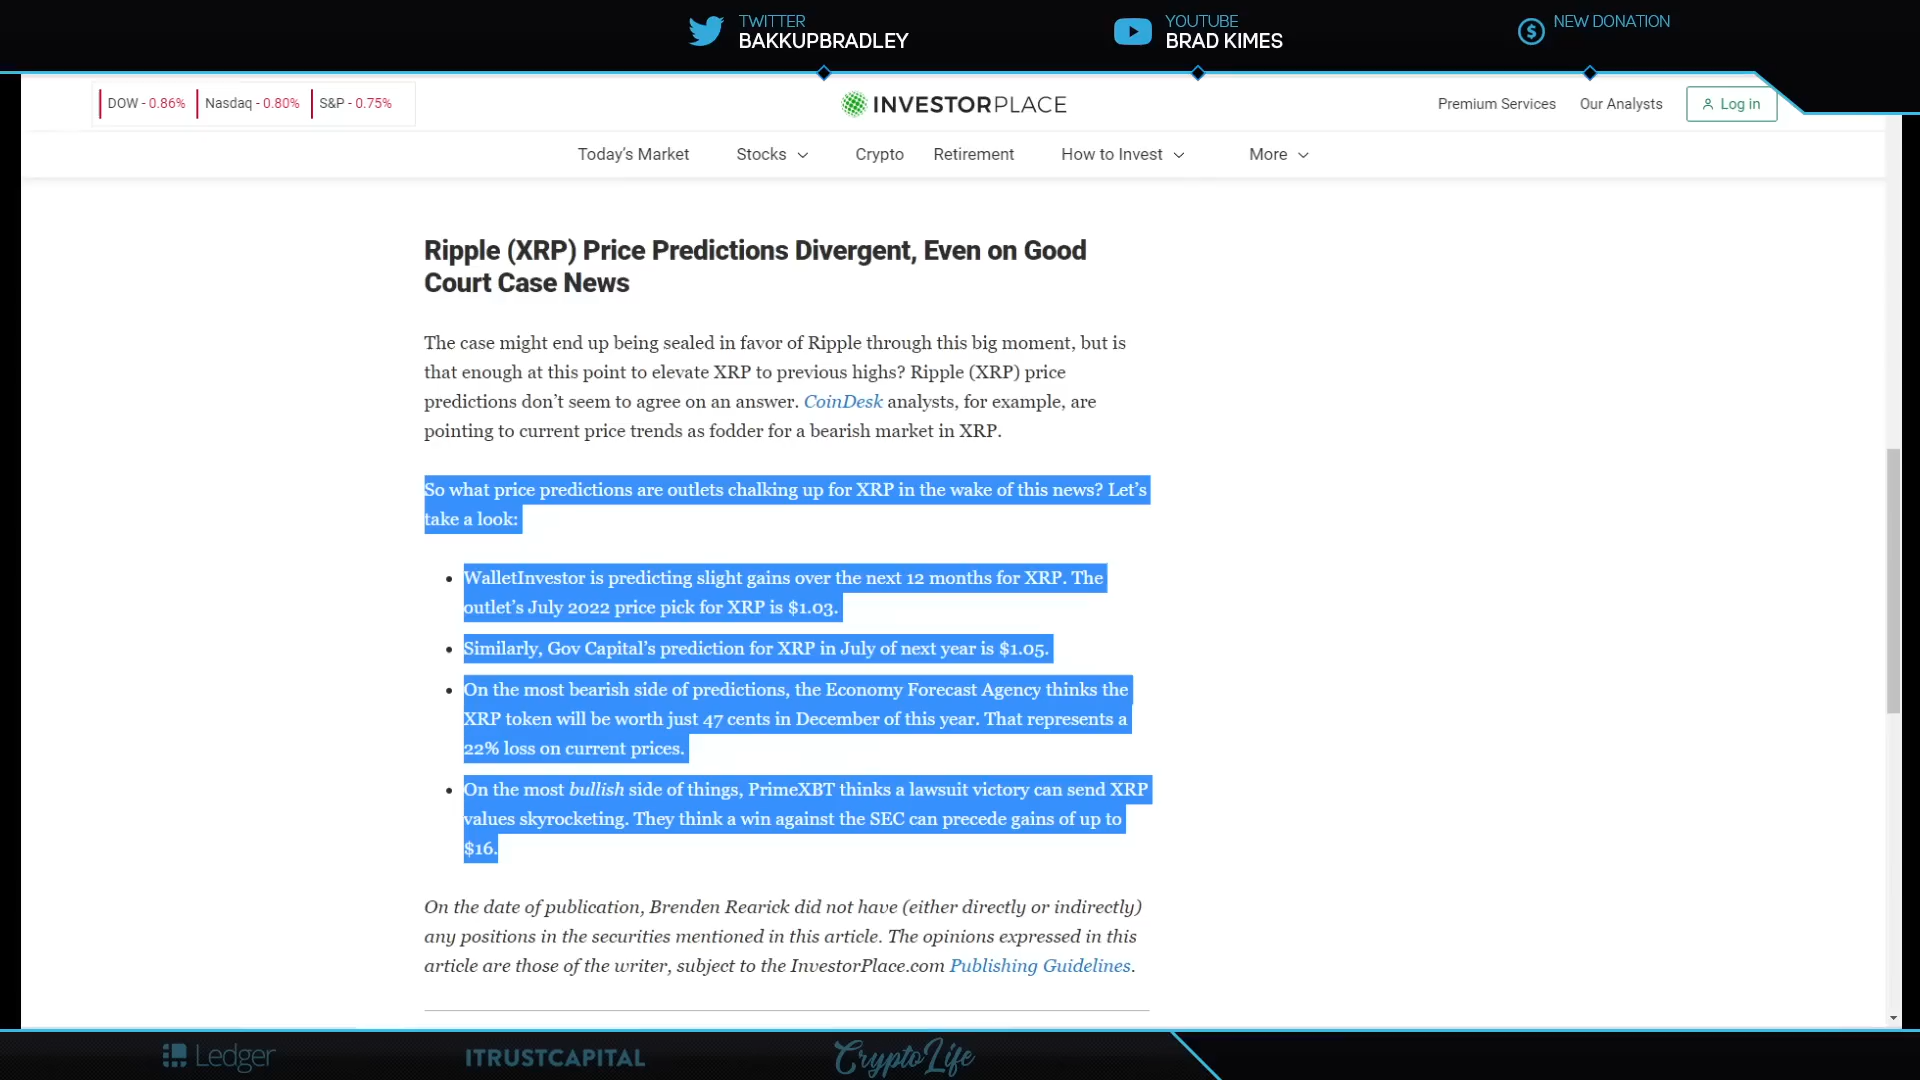 TWITTER
BAKKUPBRADLEY
YOUTUBE
BRAD KIMES
NEW DONATION
DOW - 0.86% Nasdaq - 0.80% S&P - 0.75%
INVESTORPLACE
Premium Services Our Analysts Log in
Today's Market Stocks Crypto Retirement How to Invest More
Ripple (XRP) Price Predictions Divergent, Even on Good
Court Case News
The case might end up being sealed in favor of Ripple through this big moment, but is
that enough at this point to elevate XRP to previous highs? Ripple (XRP) price
predictions don't seem to agree on an answer. CoinDesk analysts, for example, are
pointing to current price trends as fodder for a bearish market in XRP.
So what price predictions are outlets chalking up for XRP in the wake of this news? Let's
take a look:
• WalletInvestor is predicting slight gains over the next 12 months for XRP. The
outlet's July 2022 price pick for XRP is $1.03.
• Similarly, Gov Capital's prediction for XRP in July of next year is $1.05.
• On the most bearish side of predictions, the Economy Forecast Agency thinks the
XRP token will be worth just 47 cents in December of this year. That represents a
22% loss on current prices.
• On the most bullish side of things, PrimeXBT thinks a lawsuit victory can send XRP
values skyrocketing. They think a win against the SEC can precede gains of up to
$16.
On the date of publication, Brenden Rearick did not have (either directly or indirectly)
any positions in the securities mentioned in this article. The opinions expressed in this
article are those of the writer, subject to the InvestorPlace.com Publishing Guidelines.
Ledger
ITRUSTCAPITAL
CryptoLife